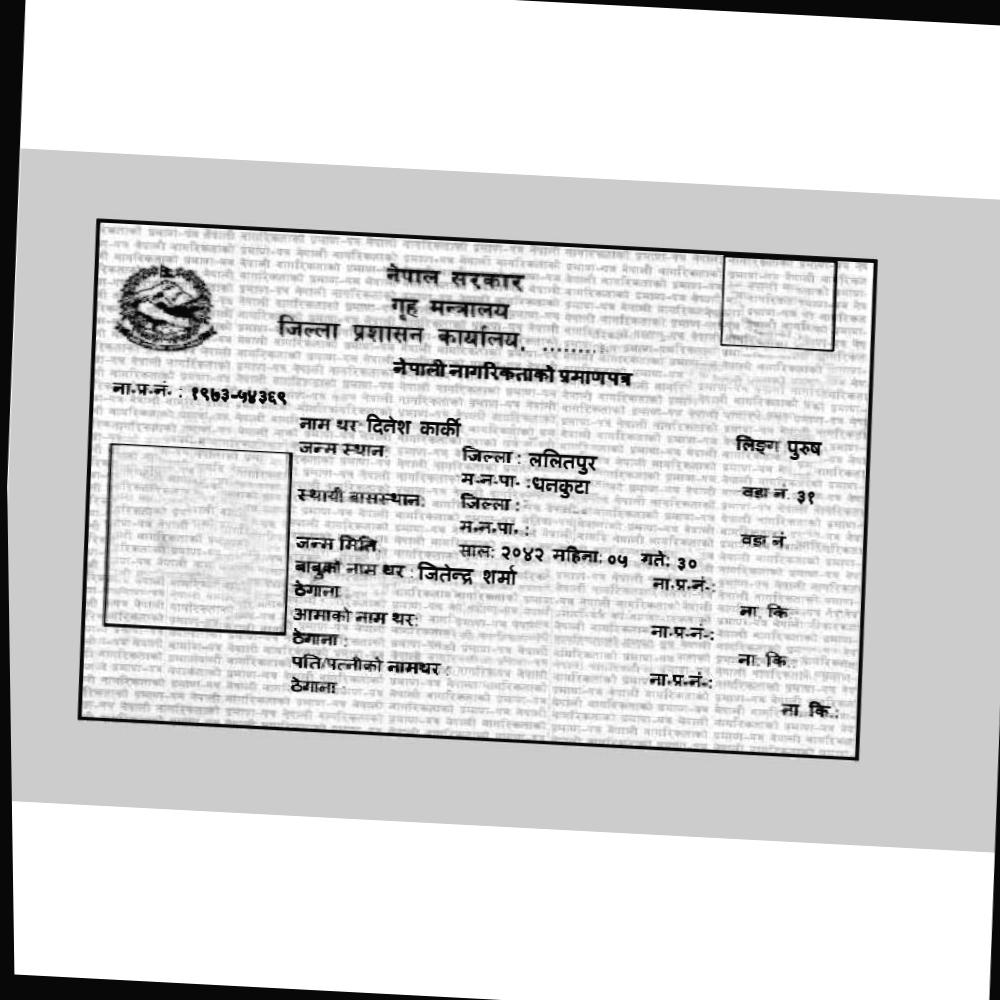 नेपाल सरकार
गृह मन्त्रालय
जिल्ला प्रशासन कार्यालय, ........
नेपाली नागरिकताको प्रमाणपत्र
ना.प्र.नं. : १९७३-५४३६९
नाम थर: दिनेश कार्की लिङ्ग पुरुष
जन्म स्थान: जिल्ला : ललितपुर
म.न.पा. :धनकुटा वडा नं. ३१
स्थायी बासस्थान: जिल्ला :
म.न.पा. : वडा नं.
जन्म मिति: साल: २०४२ महिना: ०५ गते: ३०
बाबुको नाम थर : जितेन्द्र शर्मा ना.प्र.नं.:
ठेगाना: ना. कि.
आमाको नाम थर: ना.प्र.नं.:
ठेगाना : ना. कि.:
पति/पत्नीको नामथर : ना.प्र.नं.:
ठेगाना : ना. कि.: